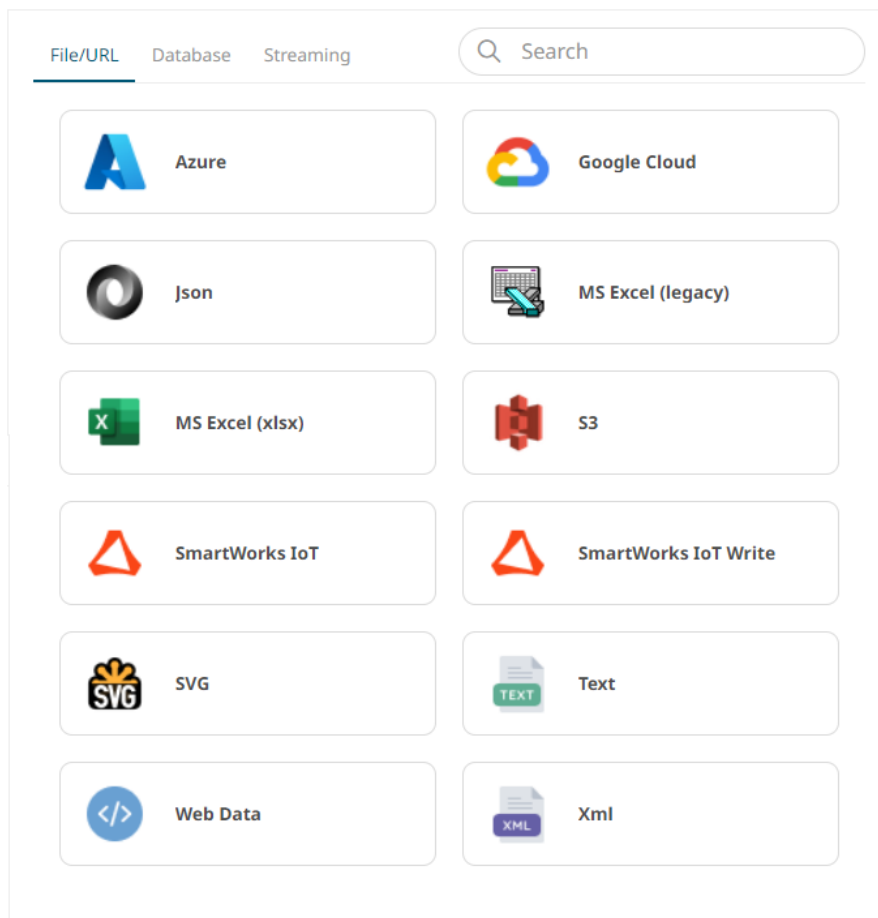 File/URL Database Streaming Search
Azure
Google Cloud
Json
MS Excel (legacy)
X
MS Excel (xlsx)
S3
SmartWorks IoT
SmartWorks IoT Write
SVG
SVG
TEXT
Text
</>
Web Data
XML
Xml